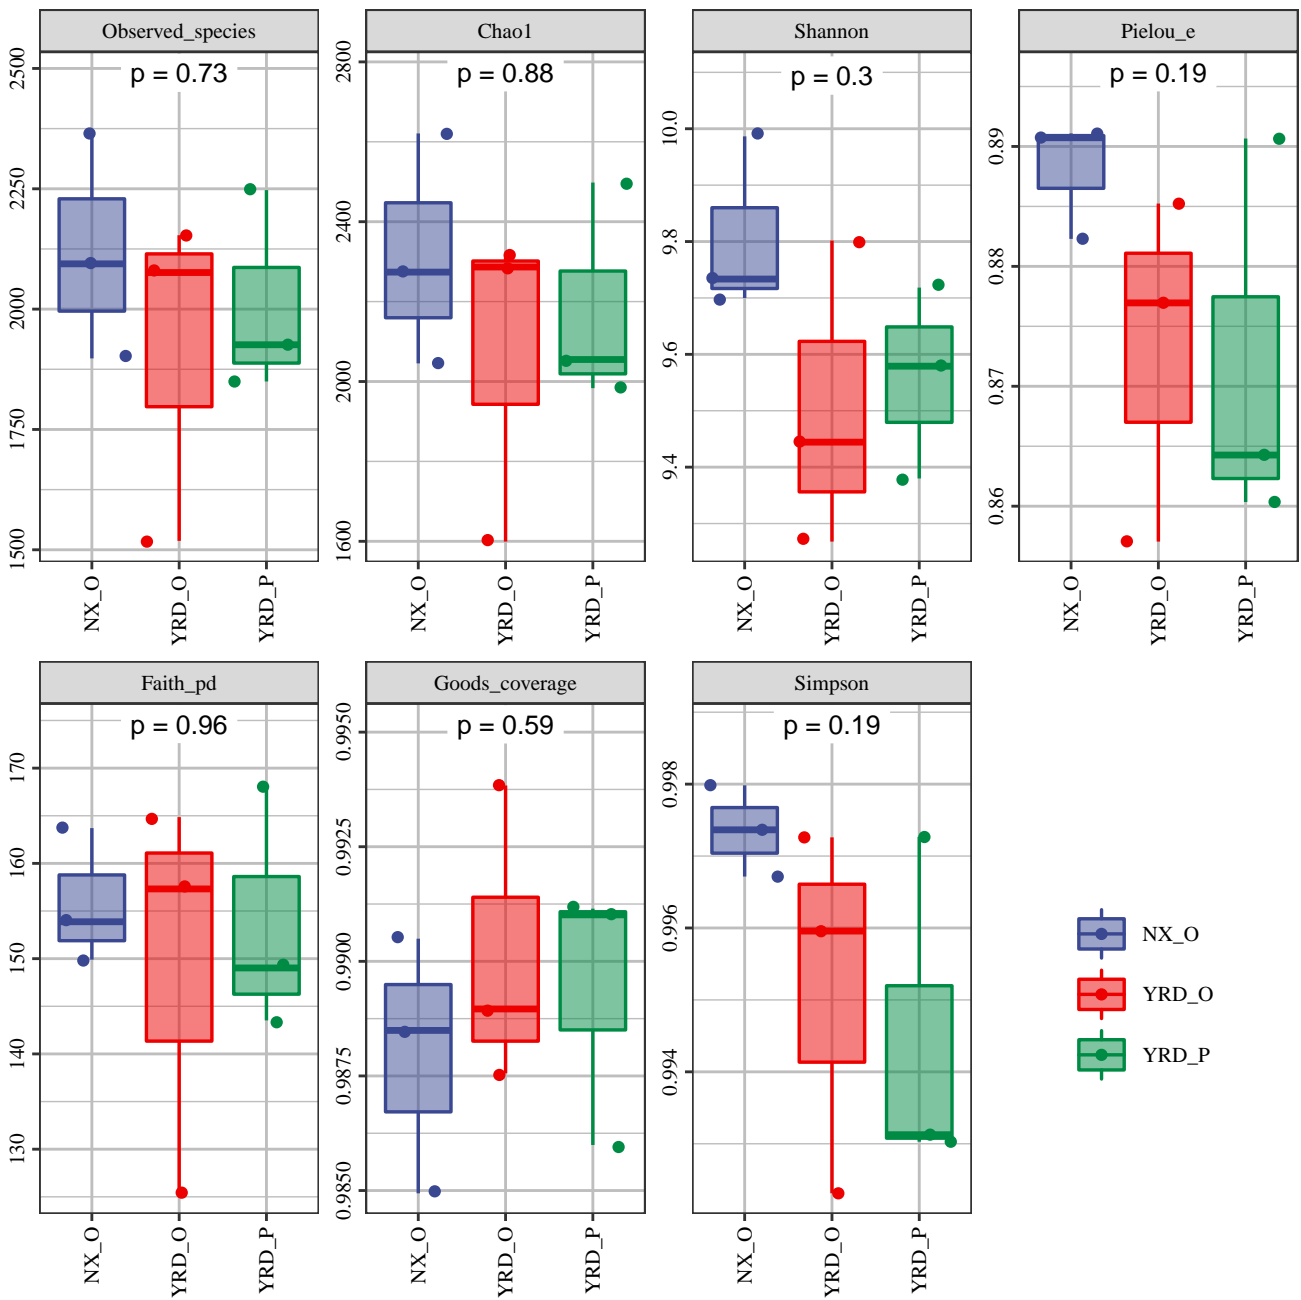 Observed_species
p = 0.73
2500
2250
2000
1750
1500
NX_O
YRD_O
YRD_P
Chao1
p = 0.88
2800
2400
2000
1600
NX_O
YRD_O
YRD_P
Shannon
p = 0.3
10.0
9.8
9.6
9.4
NX_O
YRD_O
YRD_P
Pielou_e
p = 0.19
0.89
0.88
0.87
0.86
NX_O
YRD_O
YRD_P
Faith_pd
p = 0.96
170
160
150
140
130
NX_O
YRD_O
YRD_P
Goods_coverage
p = 0.59
0.9950
0.9925
0.9900
0.9875
0.9850
NX_O
YRD_O
YRD_P
Simpson
p = 0.19
0.998
0.996
0.994
NX_O
YRD_O
YRD_P
NX_O
YRD_O
YRD_P